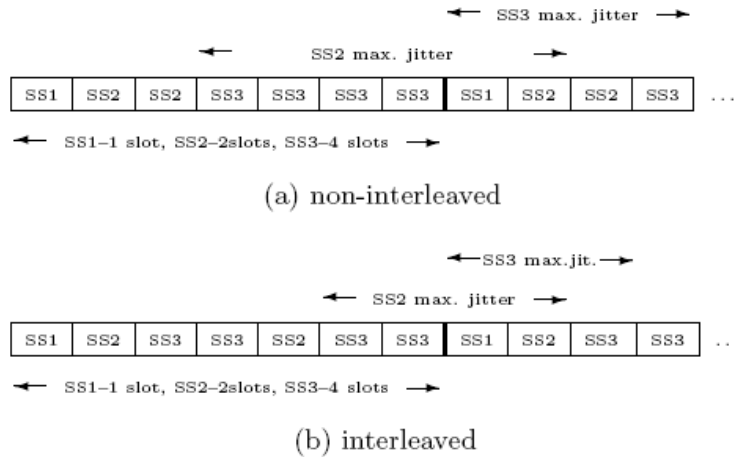 SS3 max. jitter
SS2 max. jitter
SS1 SS2 SS2 SS3 SS3 SS3 SS3 SS1 SS2 SS2 SS3 ...
SS1–1 slot, SS2–2slots, SS3–4 slots
(a) non-interleaved
SS3 max.jit.
SS2 max. jitter
SS1 SS2 SS3 SS3 SS2 SS3 SS3 SS1 SS2 SS3 SS3 ..
SS1–1 slot, SS2–2slots, SS3–4 slots
(b) interleaved